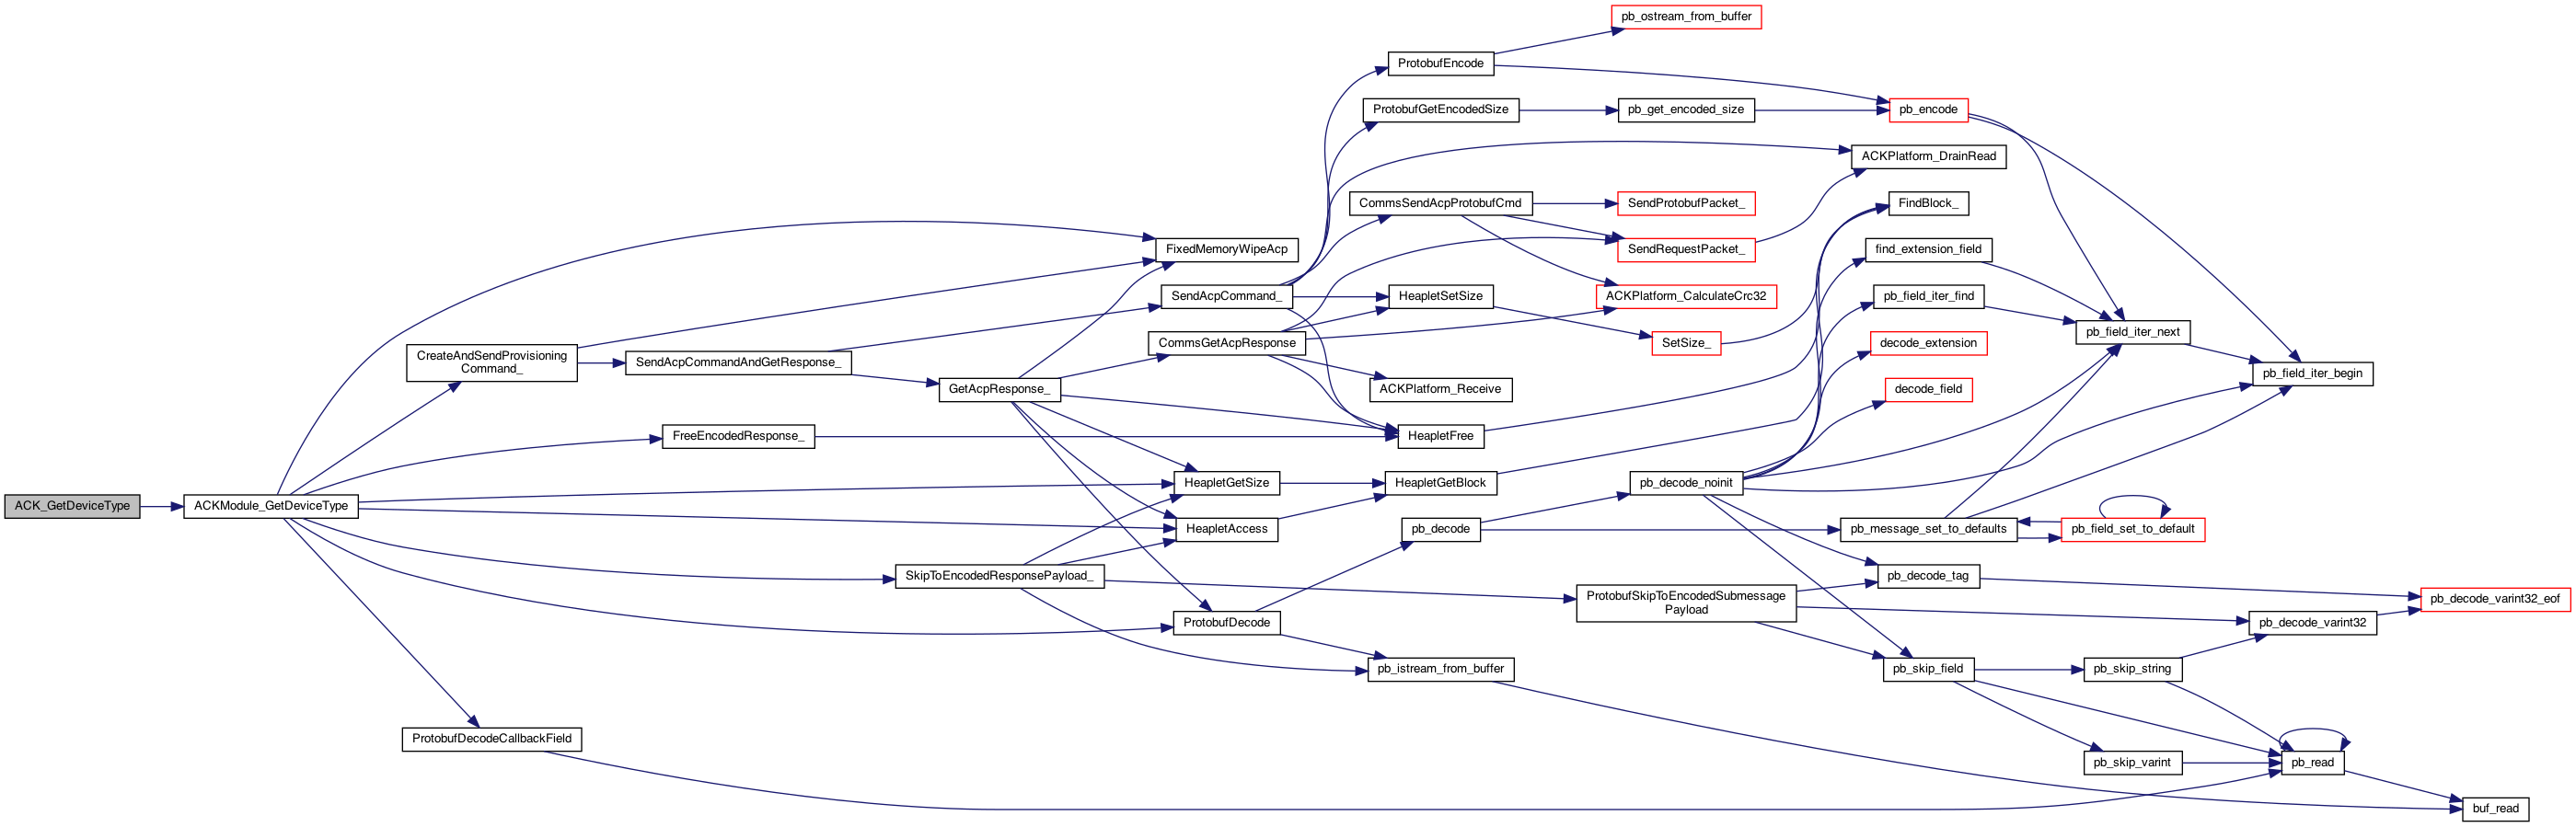 ACK_GetDeviceType
ACKModule_GetDeviceType
CreateAndSendProvisioning
Command_
FreeEncodedResponse_
ProtobufDecodeCallbackField
SendAcpCommandAndGetResponse_
SkipToEncodedResponsePayload_
GetAcpResponse_
FixedMemoryWipeAcp
SendAcpCommand_
CommsGetAcpResponse
HeapletGetSize
HeapletAccess
ProtobufDecode
ProtobufEncode
ProtobufGetEncodedSize
CommsSendAcpProtobufCmd
HeapletSetSize
ACKPlatform_Receive
HeapletFree
HeapletGetBlock
pb_decode
pb_istream_from_buffer
pb_ostream_from_buffer
pb_get_encoded_size
SendProtobufPacket_
SendRequestPacket_
ACKPlatform_CalculateCrc32
SetSize_
pb_decode_noinit
ProtobufSkipToEncodedSubmessage
Payload
pb_encode
ACKPlatform_DrainRead
FindBlock_
find_extension_field
pb_field_iter_find
decode_extension
decode_field
pb_message_set_to_defaults
pb_decode_tag
pb_skip_field
pb_field_iter_next
pb_field_set_to_default
pb_skip_string
pb_skip_varint
pb_field_iter_begin
pb_decode_varint32
pb_read
pb_decode_varint32_eof
buf_read